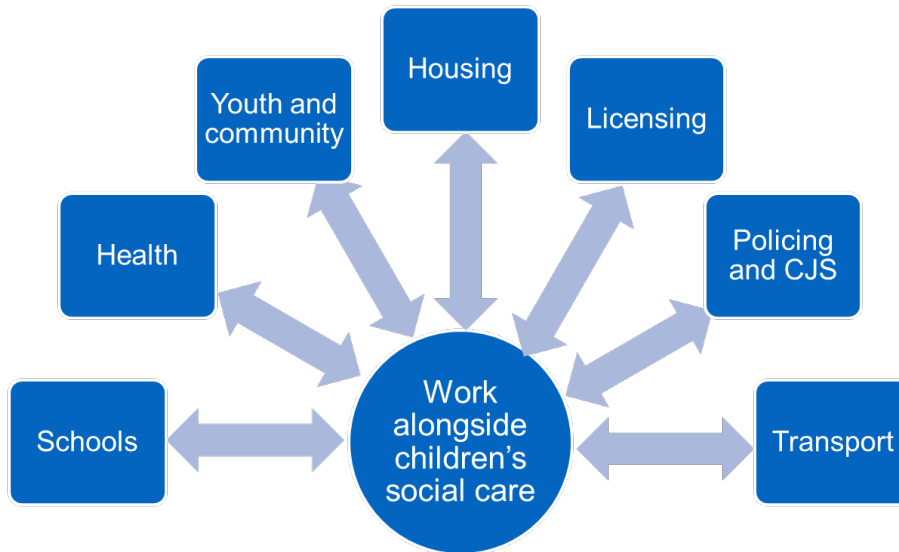 Housing
Youth and
community
Licensing
Health
Policing
and CJS
Schools
Work
alongside
children’s
social care
Transport